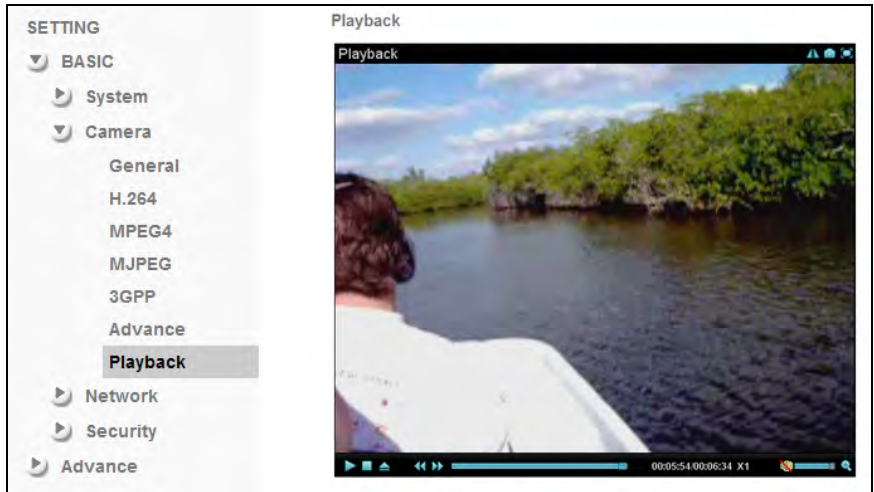 SETTING
BASIC
System
Camera
General
H.264
MPEG4
MJPEG
3GPP
Advance
Playback
Network
Security
Advance
Playback
Playback
00:05:54/00:06:34 X1